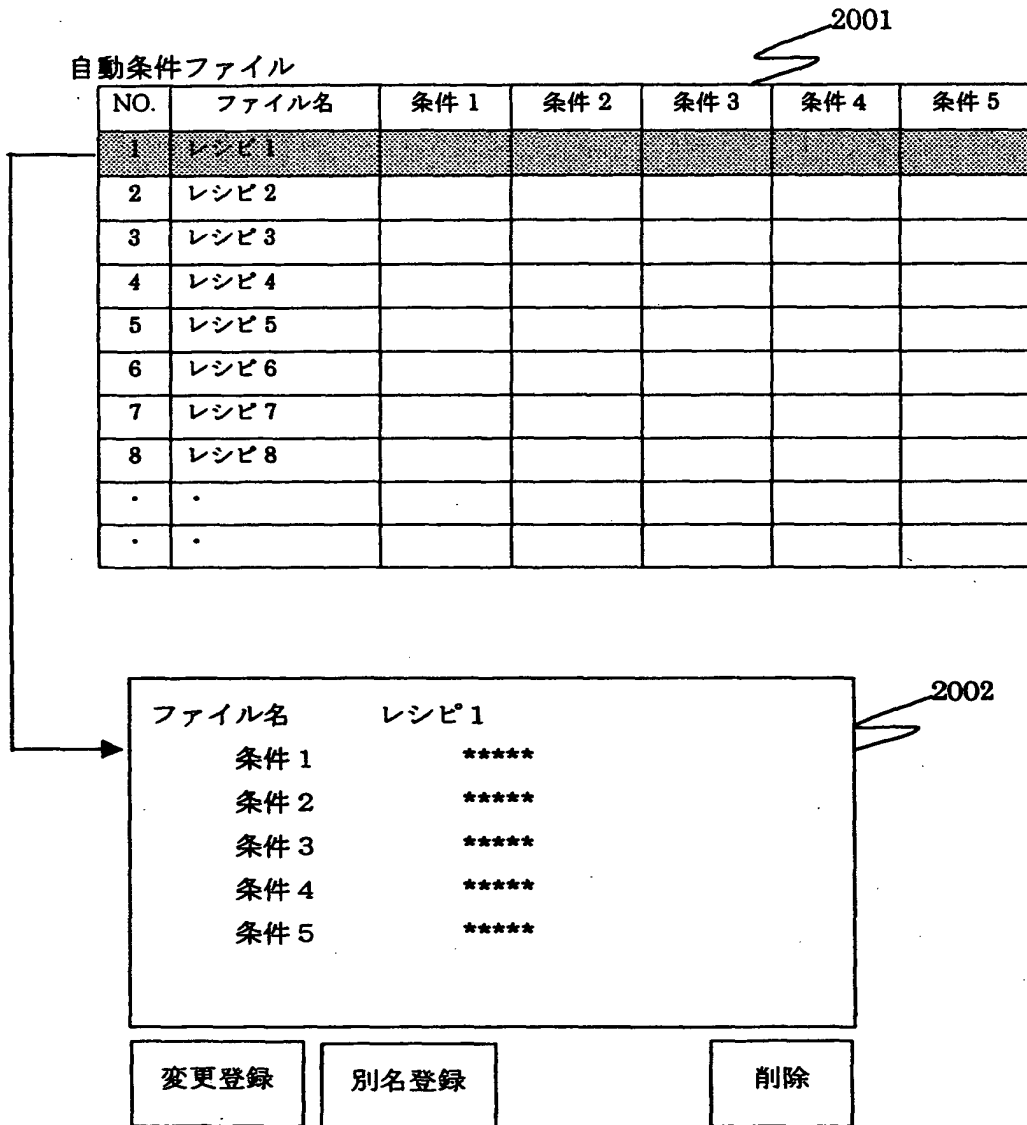 2001
自動条件ファイル
NO. ファイル名 条件1 条件2 条件3 条件4 条件5
1 レシピ1
2 レシピ2
3 レシピ3
4 レシピ4
5 レシピ5
6 レシピ6
7 レシピ7
8 レシピ8
・ ・
・ ・
2002
ファイル名 レシピ1
条件1 *****
条件2 *****
条件3 *****
条件4 *****
条件5 *****
変更登録 別名登録 削除